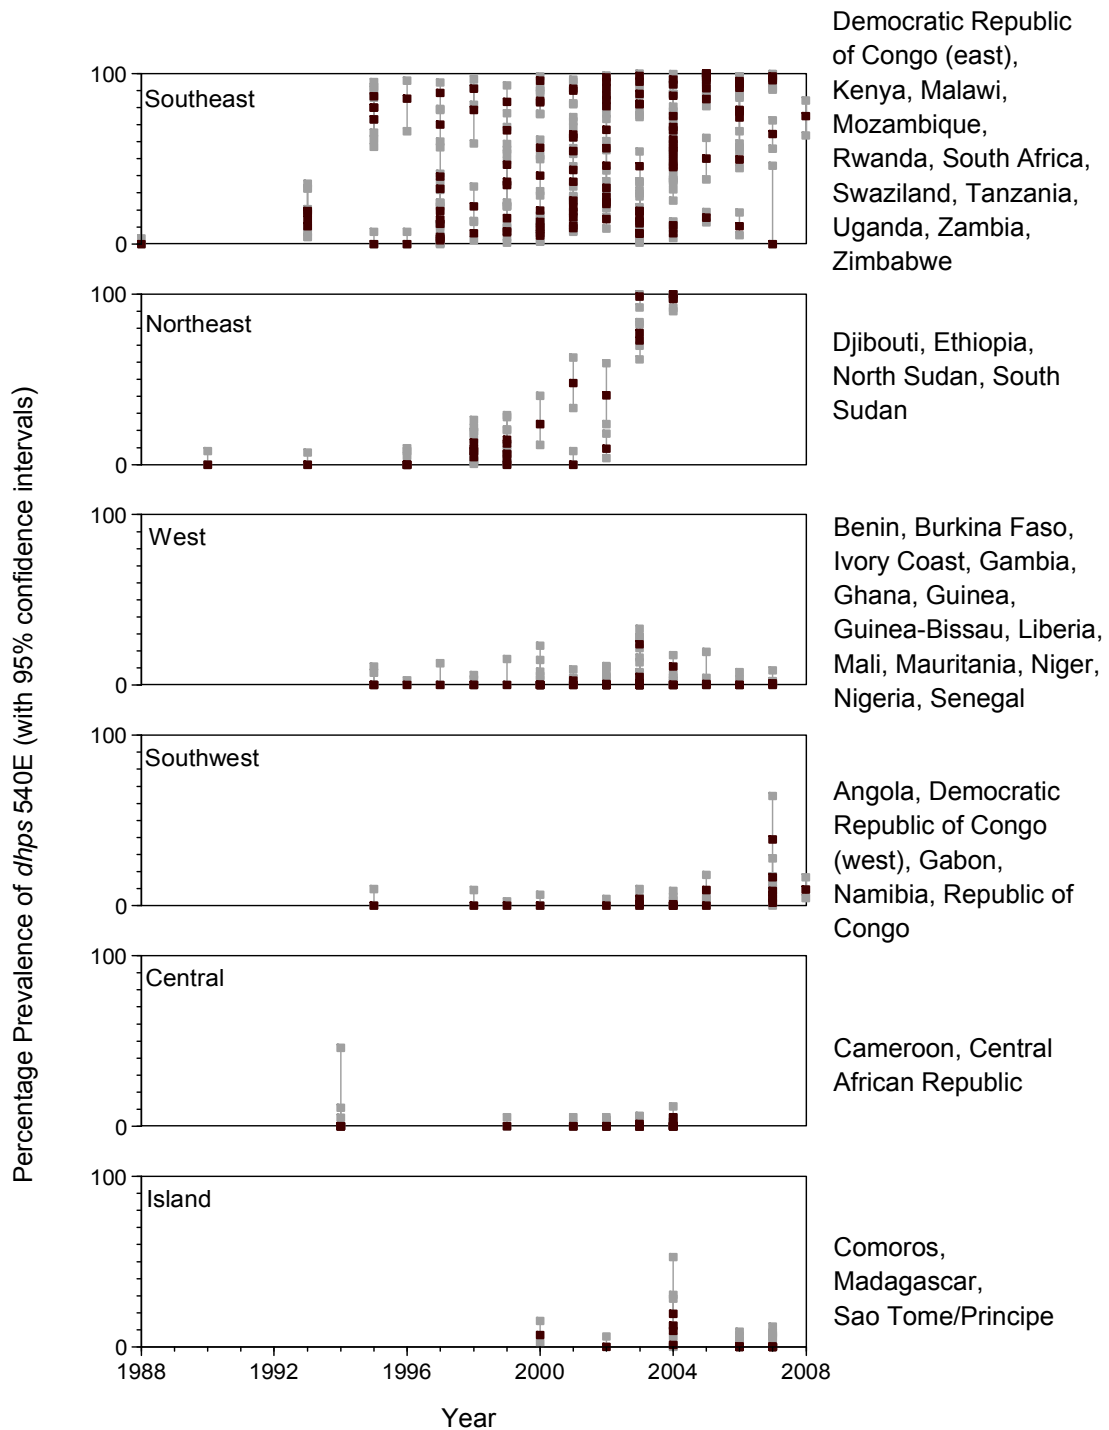 Percentage Prevalence of dhps 540E (with 95% confidence intervals)
100
0
Southeast
Democratic Republic
of Congo (east),
Kenya, Malawi,
Mozambique,
Rwanda, South Africa,
Swaziland, Tanzania,
Uganda, Zambia,
Zimbabwe
100
0
Northeast
Djibouti, Ethiopia,
North Sudan, South
Sudan
100
0
West
Benin, Burkina Faso,
Ivory Coast, Gambia,
Ghana, Guinea,
Guinea-Bissau, Liberia,
Mali, Mauritania, Niger,
Nigeria, Senegal
100
0
Southwest
Angola, Democratic
Republic of Congo
(west), Gabon,
Namibia, Republic of
Congo
100
0
Central
Cameroon, Central
African Republic
100
0
Island
Comoros,
Madagascar,
Sao Tome/Principe
1988 1992 1996 2000 2004 2008
Year